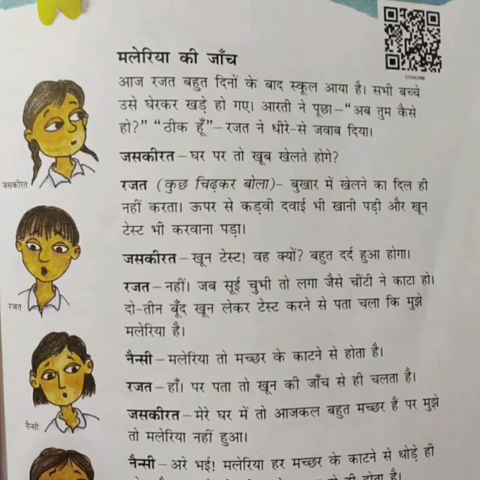 मलेरिया की जाँच
आज रजत बहुत दिनों के बाद स्कूल आया है। सभी बच्चे
उसे घेरकर खड़े हो गए। आरती ने पूछा–“अब तुम कैसे
हो?” “ठीक हूँ”–रजत ने धीरे-से जवाब दिया।
जसकीरत–घर पर तो खूब खेलते होगे?
जसकीरत
रजत (कुछ चिढ़कर बोला)–बुखार में खेलने का दिल ही
नहीं करता। ऊपर से कड़वी दवाई भी खानी पड़ी और खून
टेस्ट भी करवाना पड़ा।
जसकीरत–खून टेस्ट! वह क्यों? बहुत दर्द हुआ होगा।
रजत–नहीं। जब सूई चुभी तो लगा जैसे चींटी ने काटा हो।
रजत
दो-तीन बूँद खून लेकर टेस्ट करने से पता चला कि मुझे
मलेरिया है।
नैन्सी–मलेरिया तो मच्छर के काटने से होता है।
रजत–हाँ। पर पता तो खून की जाँच से ही चलता है।
जसकीरत–मेरे घर में तो आजकल बहुत मच्छर हैं पर मुझे
नैन्सी
तो मलेरिया नहीं हुआ।
नैन्सी–अरे भई! मलेरिया हर मच्छर के काटने से थोड़े ही
होता है।